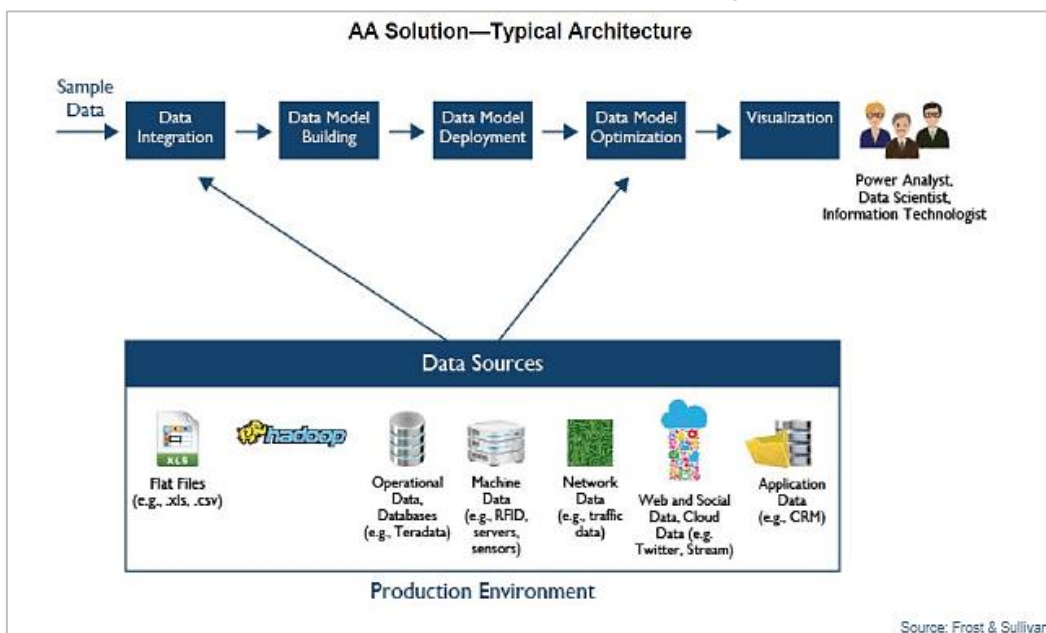 AA Solution—Typical Architecture
Sample
Data
Data
Integration
Data Model
Building
Data Model
Deployment
Data Model
Optimization
Visualization
Power Analyst,
Data Scientist,
Information Technologist
Data Sources
XLS
hadoop
Flat Files
(e.g., .xls, .csv)
Operational
Data,
Databases
(e.g., Teradata)
Machine
Data
(e.g., RFID,
servers,
sensors)
Network
Data
(e.g., traffic
data)
Web and Social
Data, Cloud
Data (e.g.
Twitter, Stream)
Application
Data
(e.g., CRM)
Production Environment
Source: Frost & Sullivan